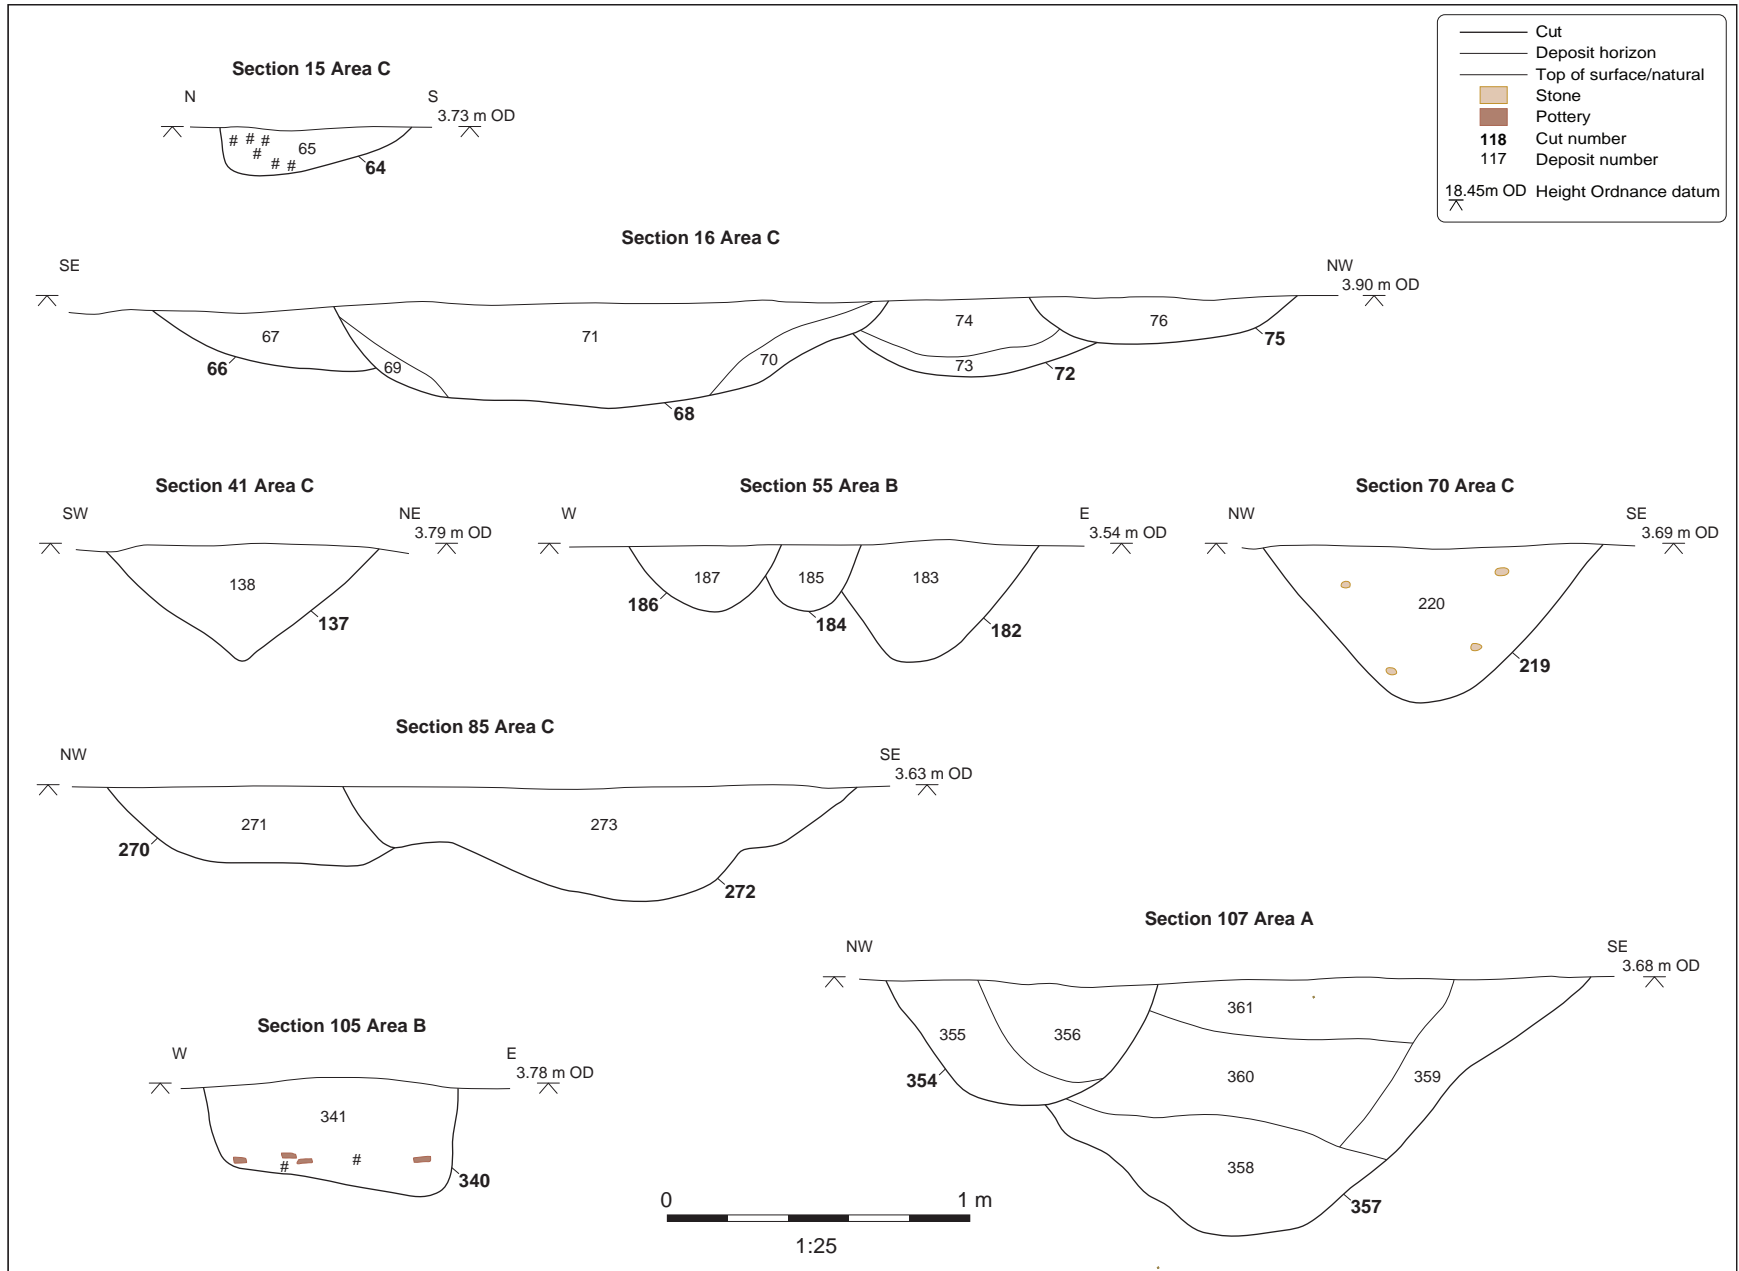 Cut
Deposit horizon
Top of surface/natural
Stone
Pottery
118 Cut number
117 Deposit number
18.45m OD Height Ordnance datum
Section 15 Area C
N S
3.73 m OD
# # #
#
# #
65
64
Section 16 Area C
SE NW
3.90 m OD
67 71 74 76
66 69 70 73 72 75
68
Section 41 Area C
SW NE
3.79 m OD
138
137
Section 55 Area B
W E
3.54 m OD
187 185 183
186 184 182
Section 70 Area C
NW SE
3.69 m OD
220
219
Section 85 Area C
NW SE
3.63 m OD
271 273
270 272
Section 107 Area A
NW SE
3.68 m OD
361
355 356
360 359
354
358
357
Section 105 Area B
W E
3.78 m OD
341
# #
340
0 1 m
1:25